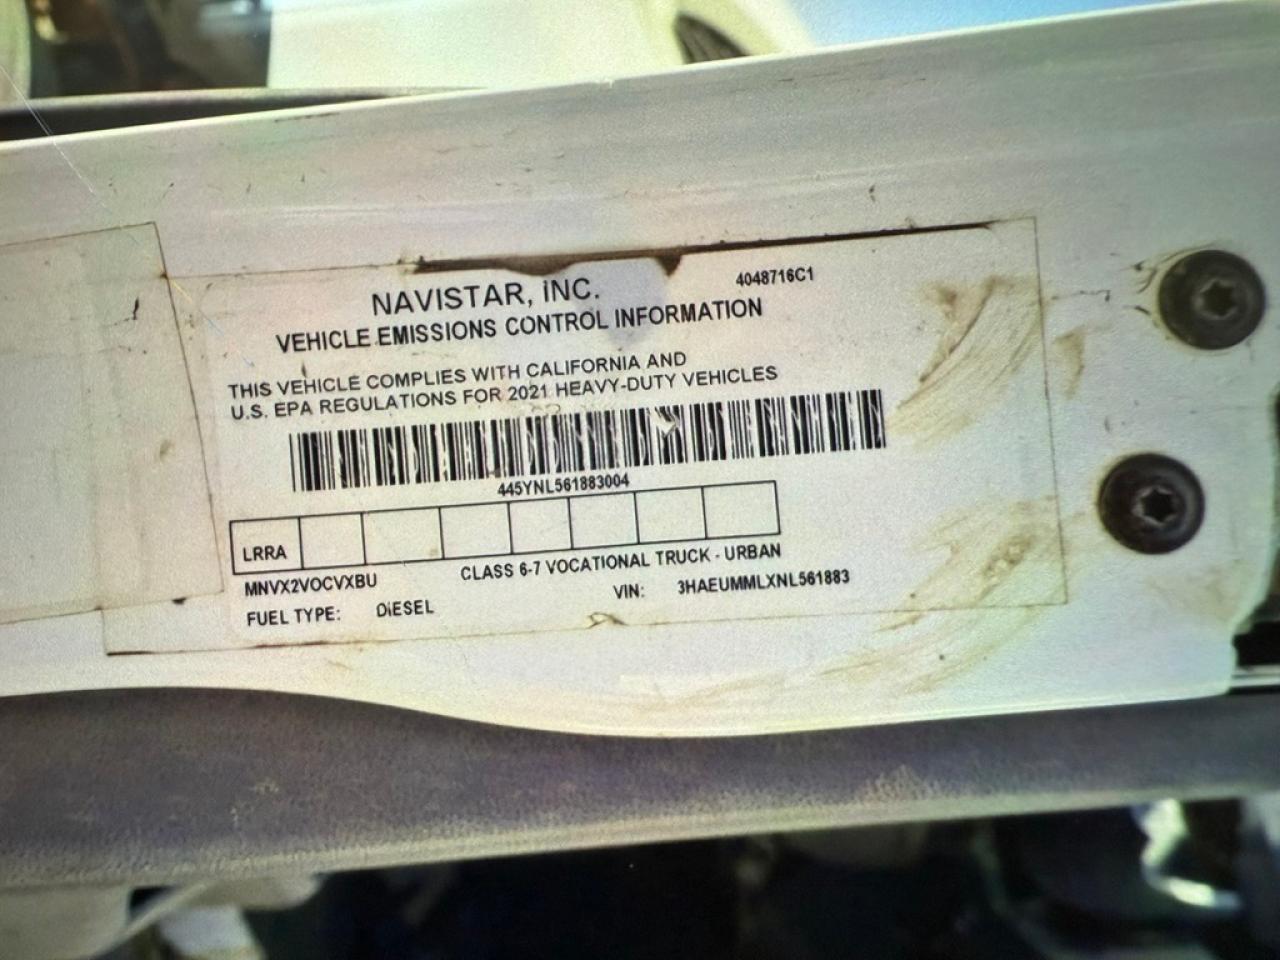 NAVISTAR, INC.
4048716C1
VEHICLE EMISSIONS CONTROL INFORMATION
THIS VEHICLE COMPLIES WITH CALIFORNIA AND
U.S. EPA REGULATIONS FOR 2021 HEAVY-DUTY VEHICLES
445YNL561883004
LRRA
MNVX2VOCVXBU
CLASS 6-7 VOCATIONAL TRUCK - URBAN
FUEL TYPE: DIESEL
VIN: 3HAEUMMLXNL561883